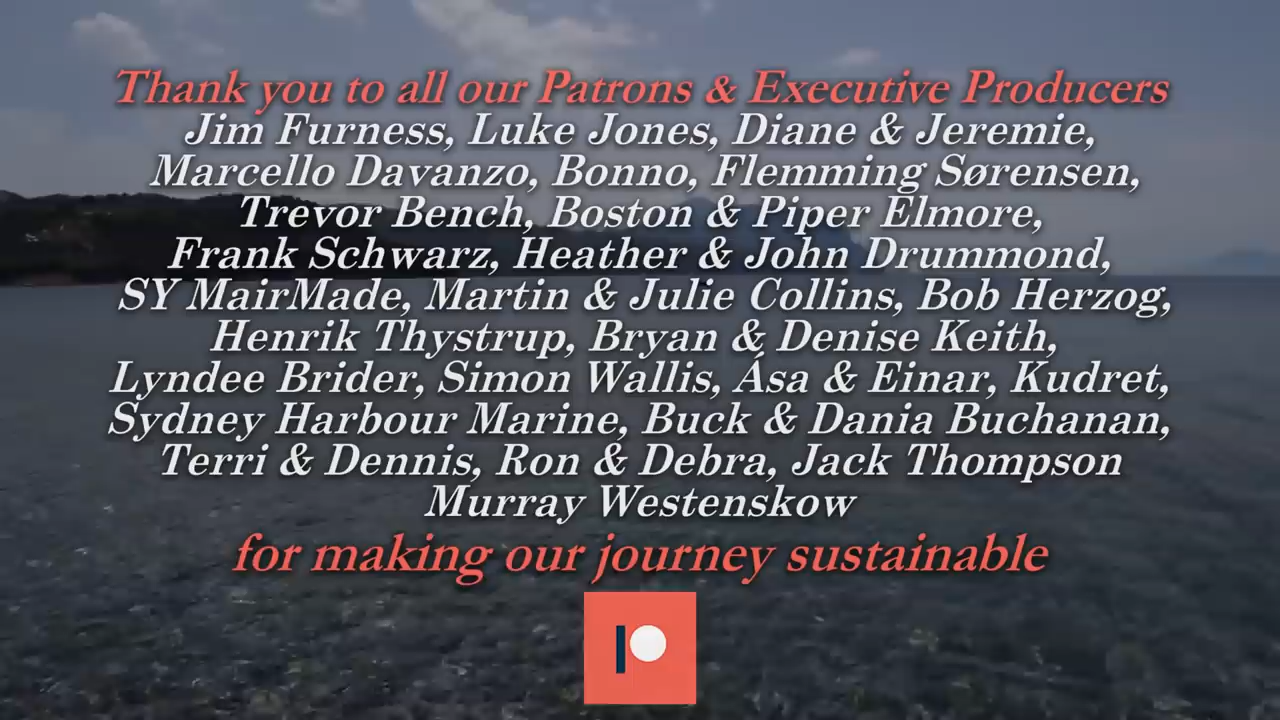 Thank you to all our Patrons & Executive Producers
Jim Furness, Luke Jones, Diane & Jeremie,
Marcello Davanzo, Bonno, Flemming Sørensen,
Trevor Bench, Boston & Piper Elmore,
Frank Schwarz, Heather & John Drummond,
SY MairMade, Martin & Julie Collins, Bob Herzog,
Henrik Thystrup, Bryan & Denise Keith,
Lyndee Brider, Simon Wallis, Ása & Einar, Kudret,
Sydney Harbour Marine, Buck & Dania Buchanan,
Terri & Dennis, Ron & Debra, Jack Thompson
Murray Westenskow
for making our journey sustainable